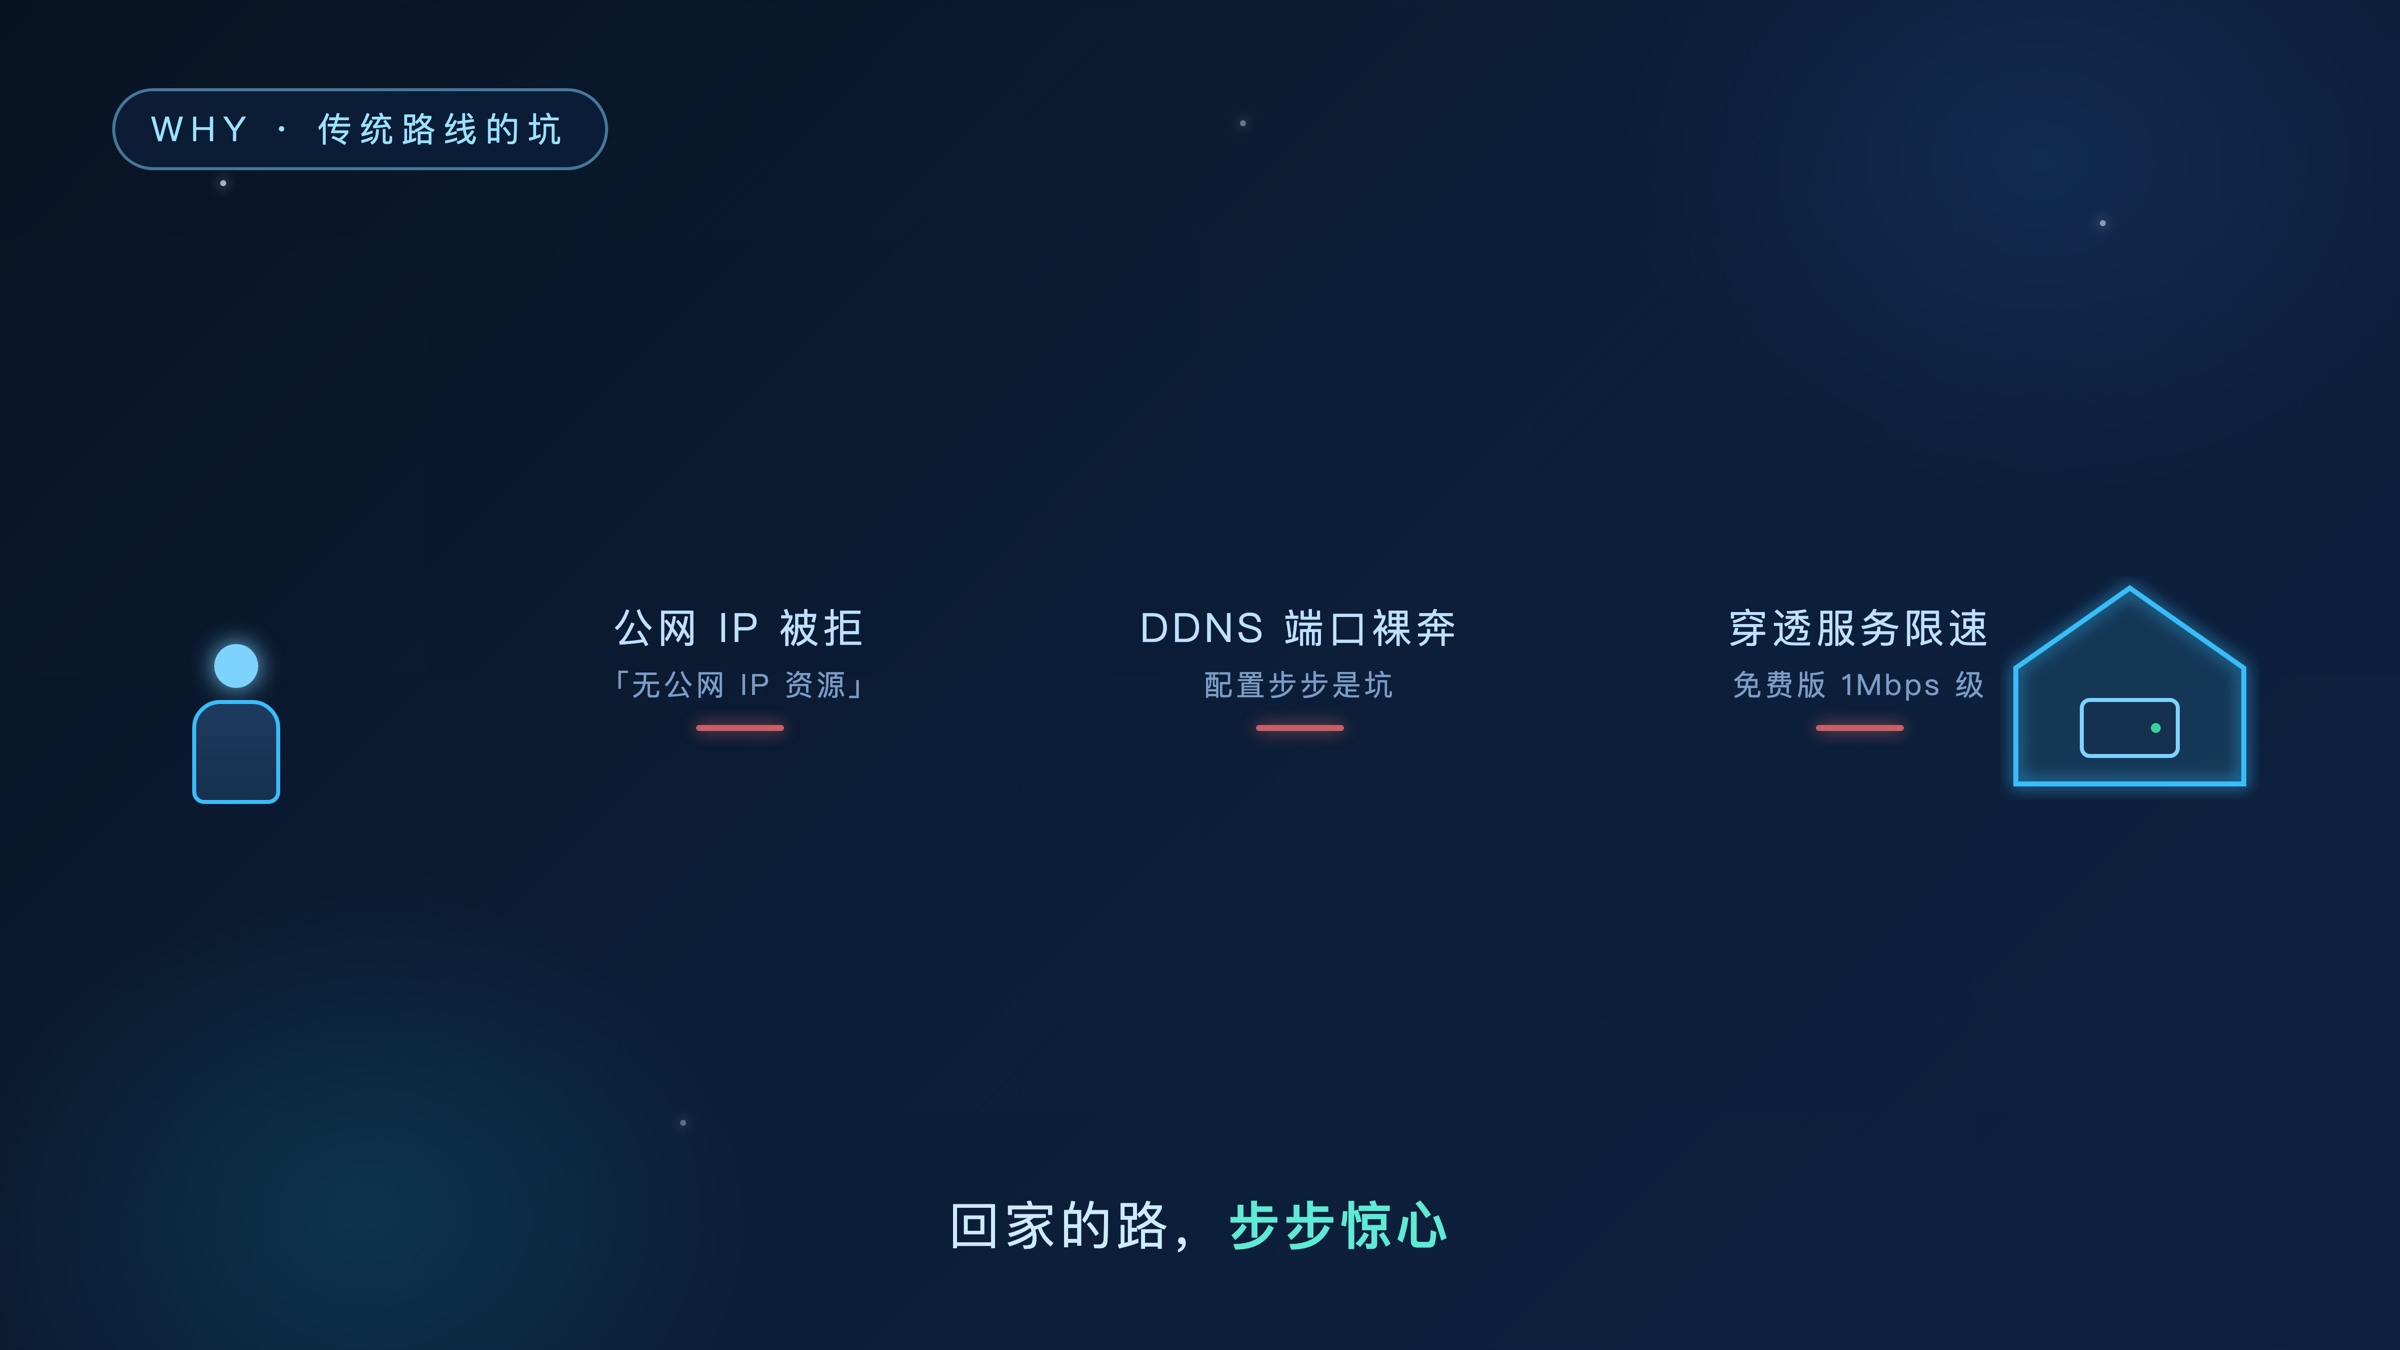 WHY · 传统路线的坑
公网 IP 被拒
「无公网 IP 资源」
DDNS 端口裸奔
配置步步是坑
穿透服务限速
免费版 1Mbps 级
回家的路，步步惊心